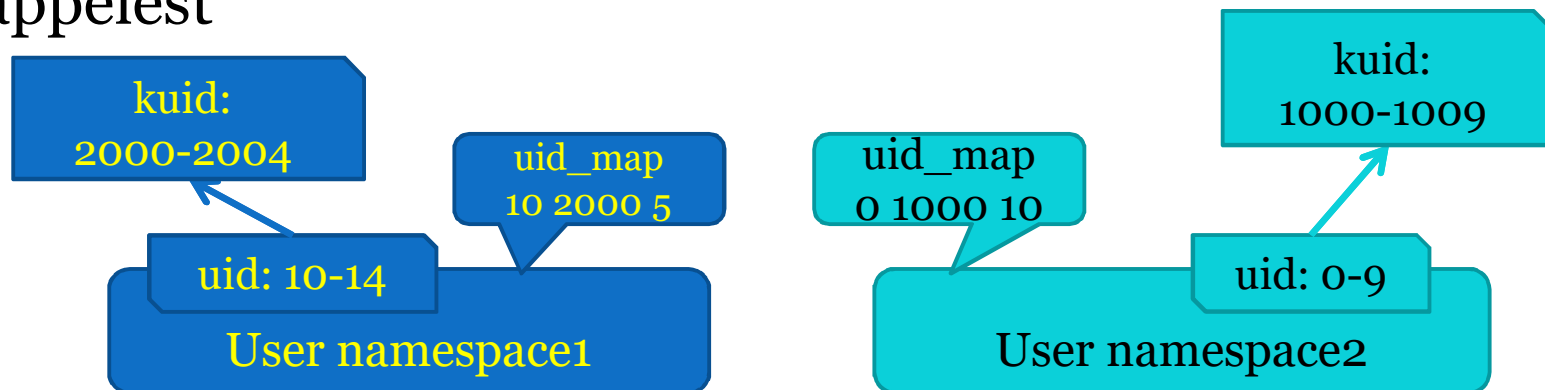 kuid:
2000-2004
uid_map
10 2000 5
uid: 10-14
User namespace1
uid_map
0 1000 10
kuid:
1000-1009
uid: 0-9
User namespace2